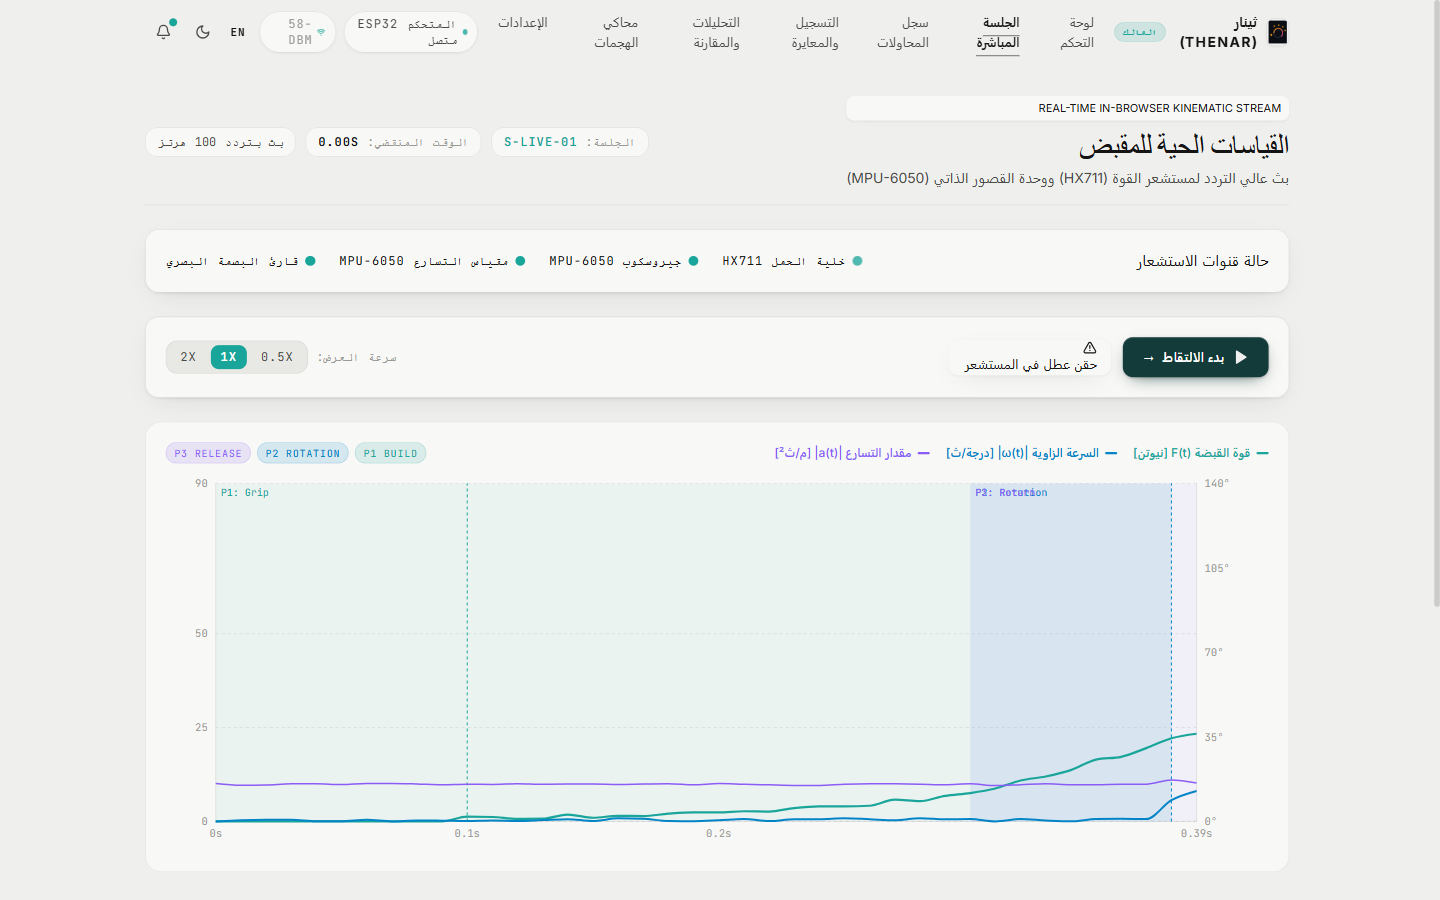 ثينار
(THENAR)
المالك
لوحة
التحكم
الجلسة
المباشرة
سجل
المحاولات
التسجيل
والمعايرة
التحليلات
والمقارنة
محاكي
الهجمات
الإعدادات
المتحكم ESP32
متصل
58-
DBM
EN
REAL-TIME IN-BROWSER KINEMATIC STREAM
القياسات الحية للمقبض
بث عالي التردد لمستشعر القوة (HX711) ووحدة القصور الذاتي (MPU-6050)
الجلسة: S-LIVE-01
الوقت المنقضي: 0.00S
بث بتردد 100 هرتز
حالة قنوات الاستشعار
خلية الحمل HX711
جيروسكوب MPU-6050
مقياس التسارع MPU-6050
قارئ البصمة البصري
بدء الالتقاط →
حقن عطل في المستشعر
سرعة العرض:
0.5X
1X
2X
قوة القبضة F(t) [نيوتن]
السرعة الزاوية |ω(t)| [درجة/ث]
مقدار التسارع |a(t)| [م/ث²]
P1 BUILD
P2 ROTATION
P3 RELEASE
P1: Grip
P2: Rotation
90
50
25
0
140°
105°
70°
35°
0°
0s
0.1s
0.2s
0.39s